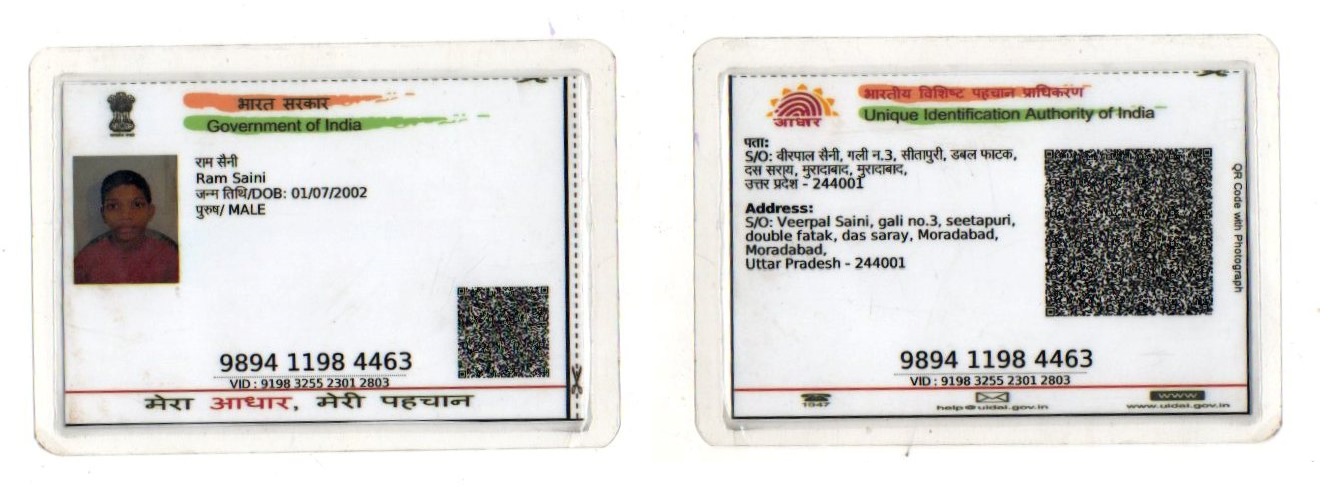 भारत सरकार
Government of India
राम सैनी
Ram Saini
जन्म तिथि/DOB: 01/07/2002
पुरुष/ MALE
9894 1198 4463
VID : 9198 3255 2301 2803
मेरा आधार, मेरी पहचान
भारतीय विशिष्ट पहचान प्राधिकरण
Unique Identification Authority of India
आधार
पता:
S/O: वीरपाल सैनी, गली न.3, सीतापुरी, डबल फाटक,
दस सराय, मुरादाबाद, मुरादाबाद,
उत्तर प्रदेश - 244001
Address:
S/O: Veerpal Saini, gali no.3, seetapuri,
double fatak, das saray, Moradabad,
Moradabad,
Uttar Pradesh - 244001
QR Code with Photograph
9894 1198 4463
VID : 9198 3255 2301 2803
1947
help@uidai.gov.in
www
www.uidai.gov.in